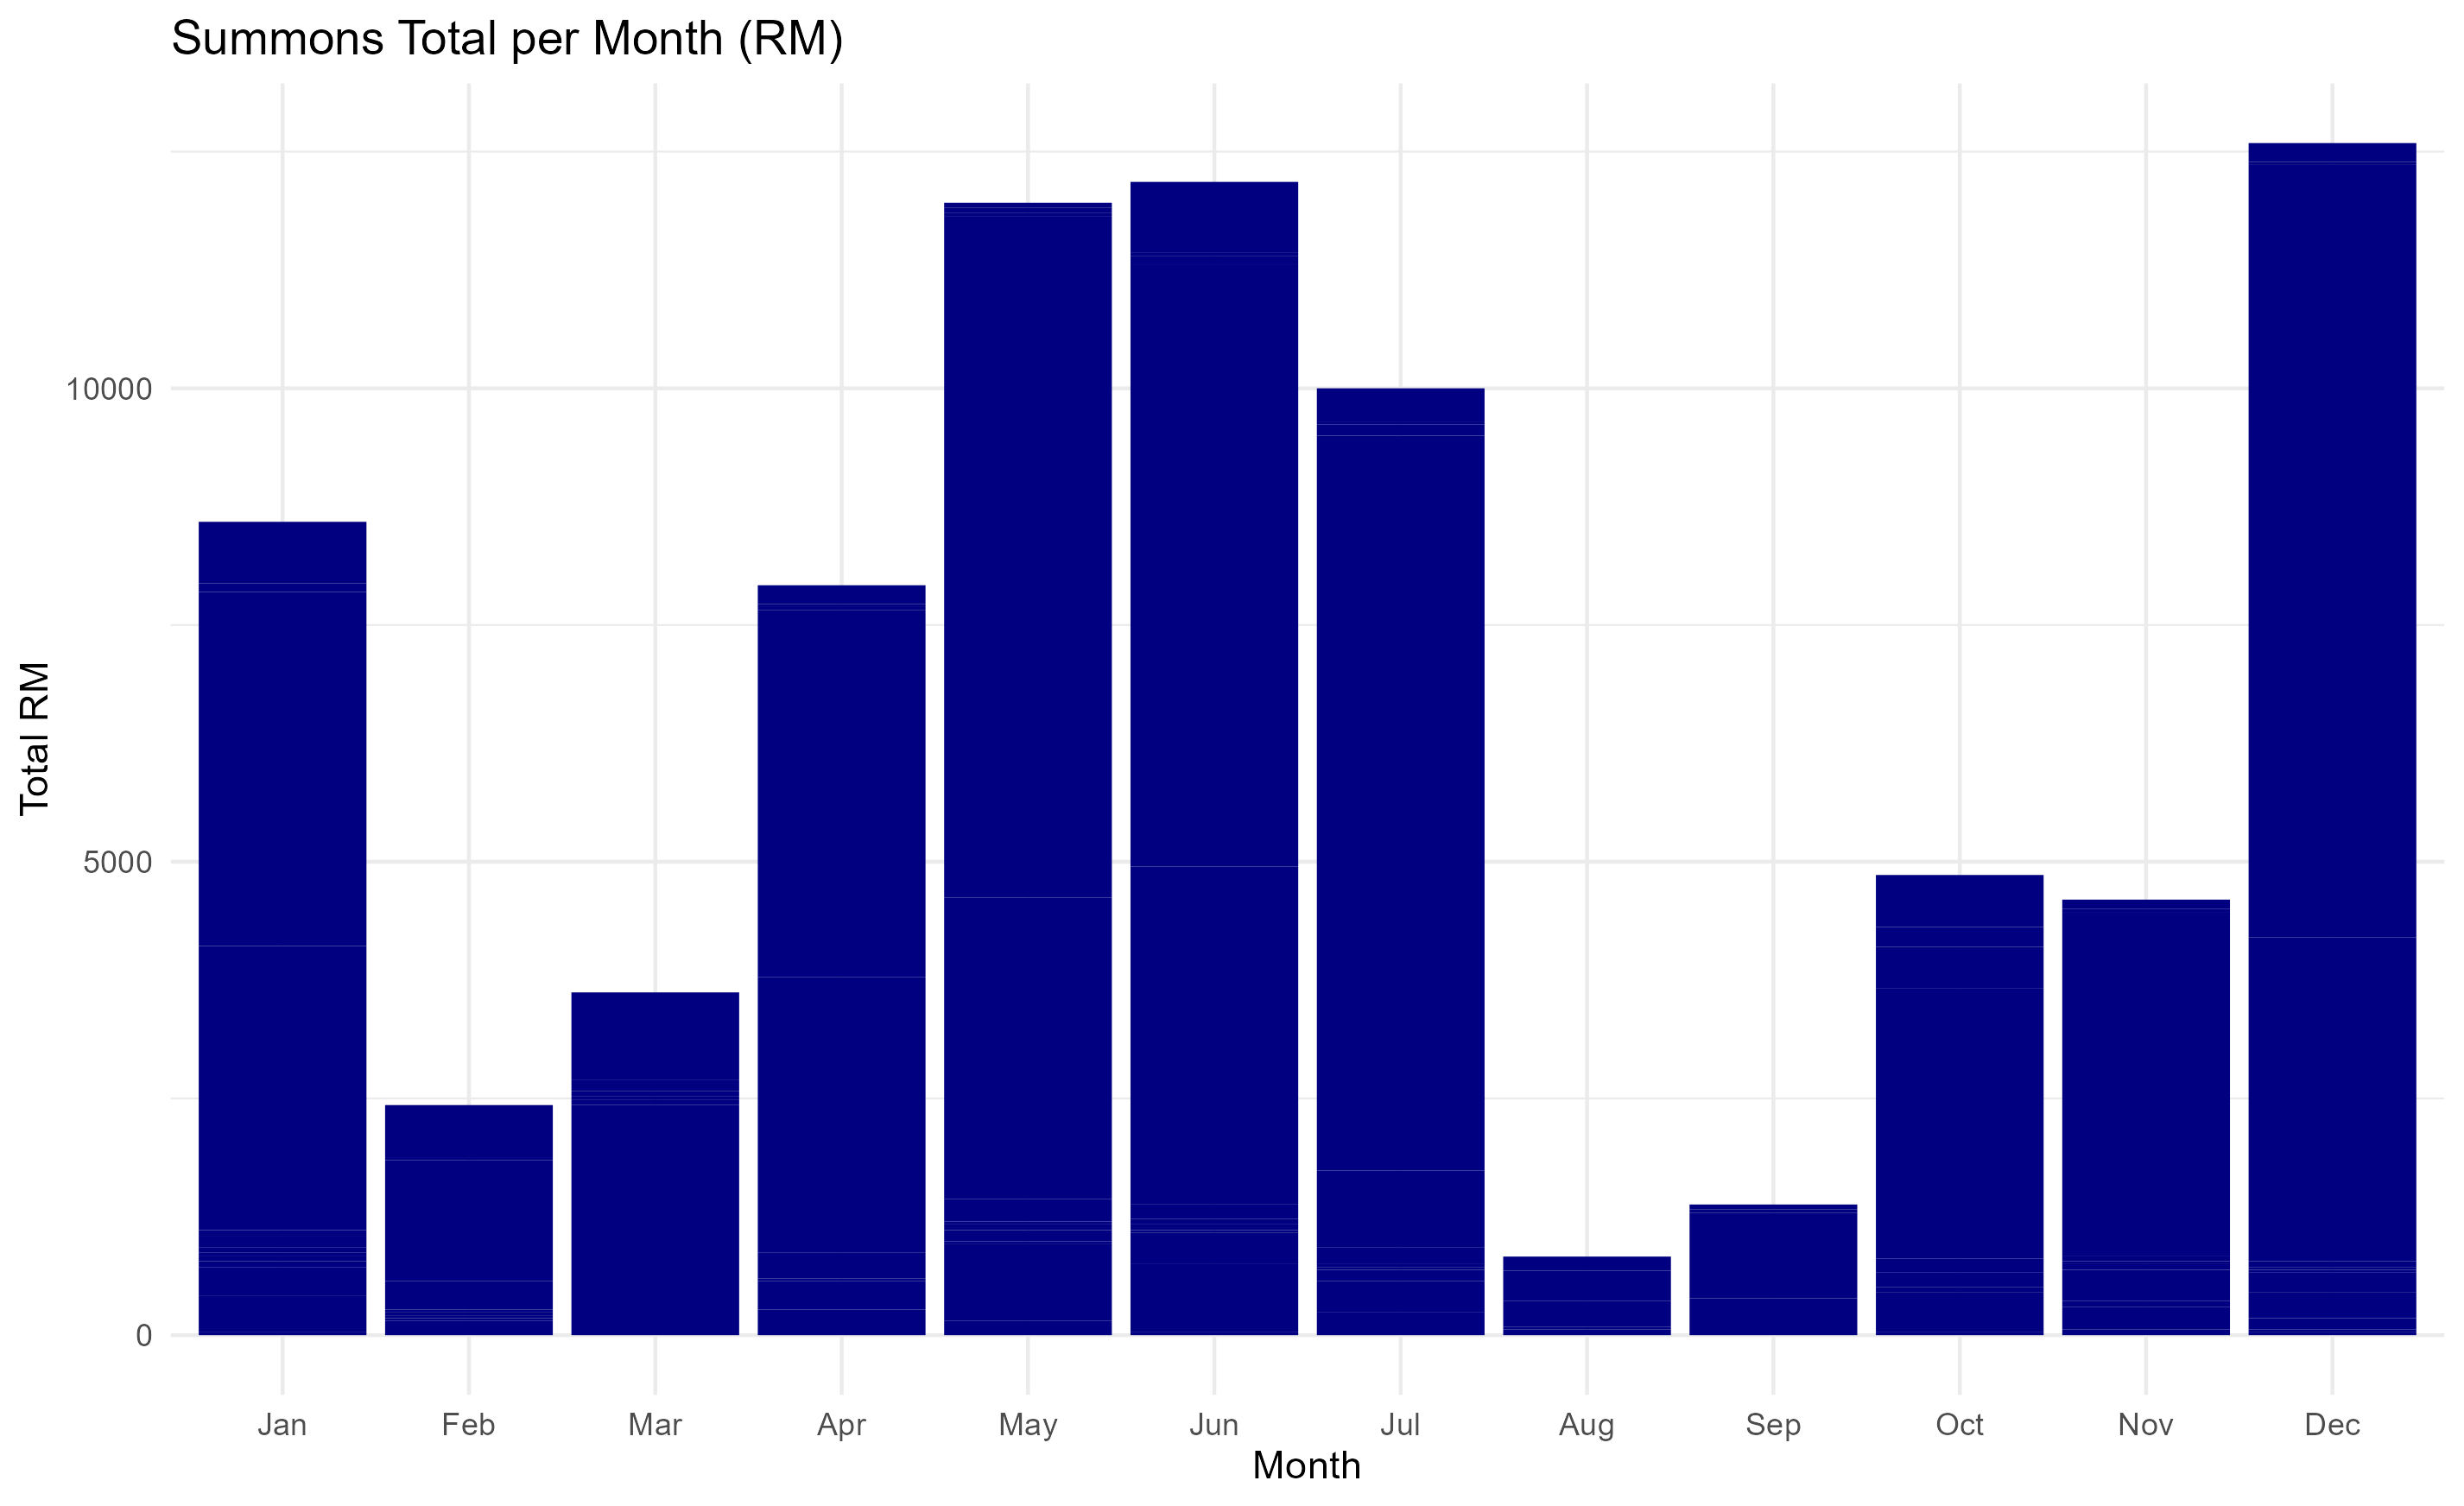 Summons Total per Month (RM)
Total RM
10000
5000
0
Jan Feb Mar Apr May Jun Jul Aug Sep Oct Nov Dec
Month